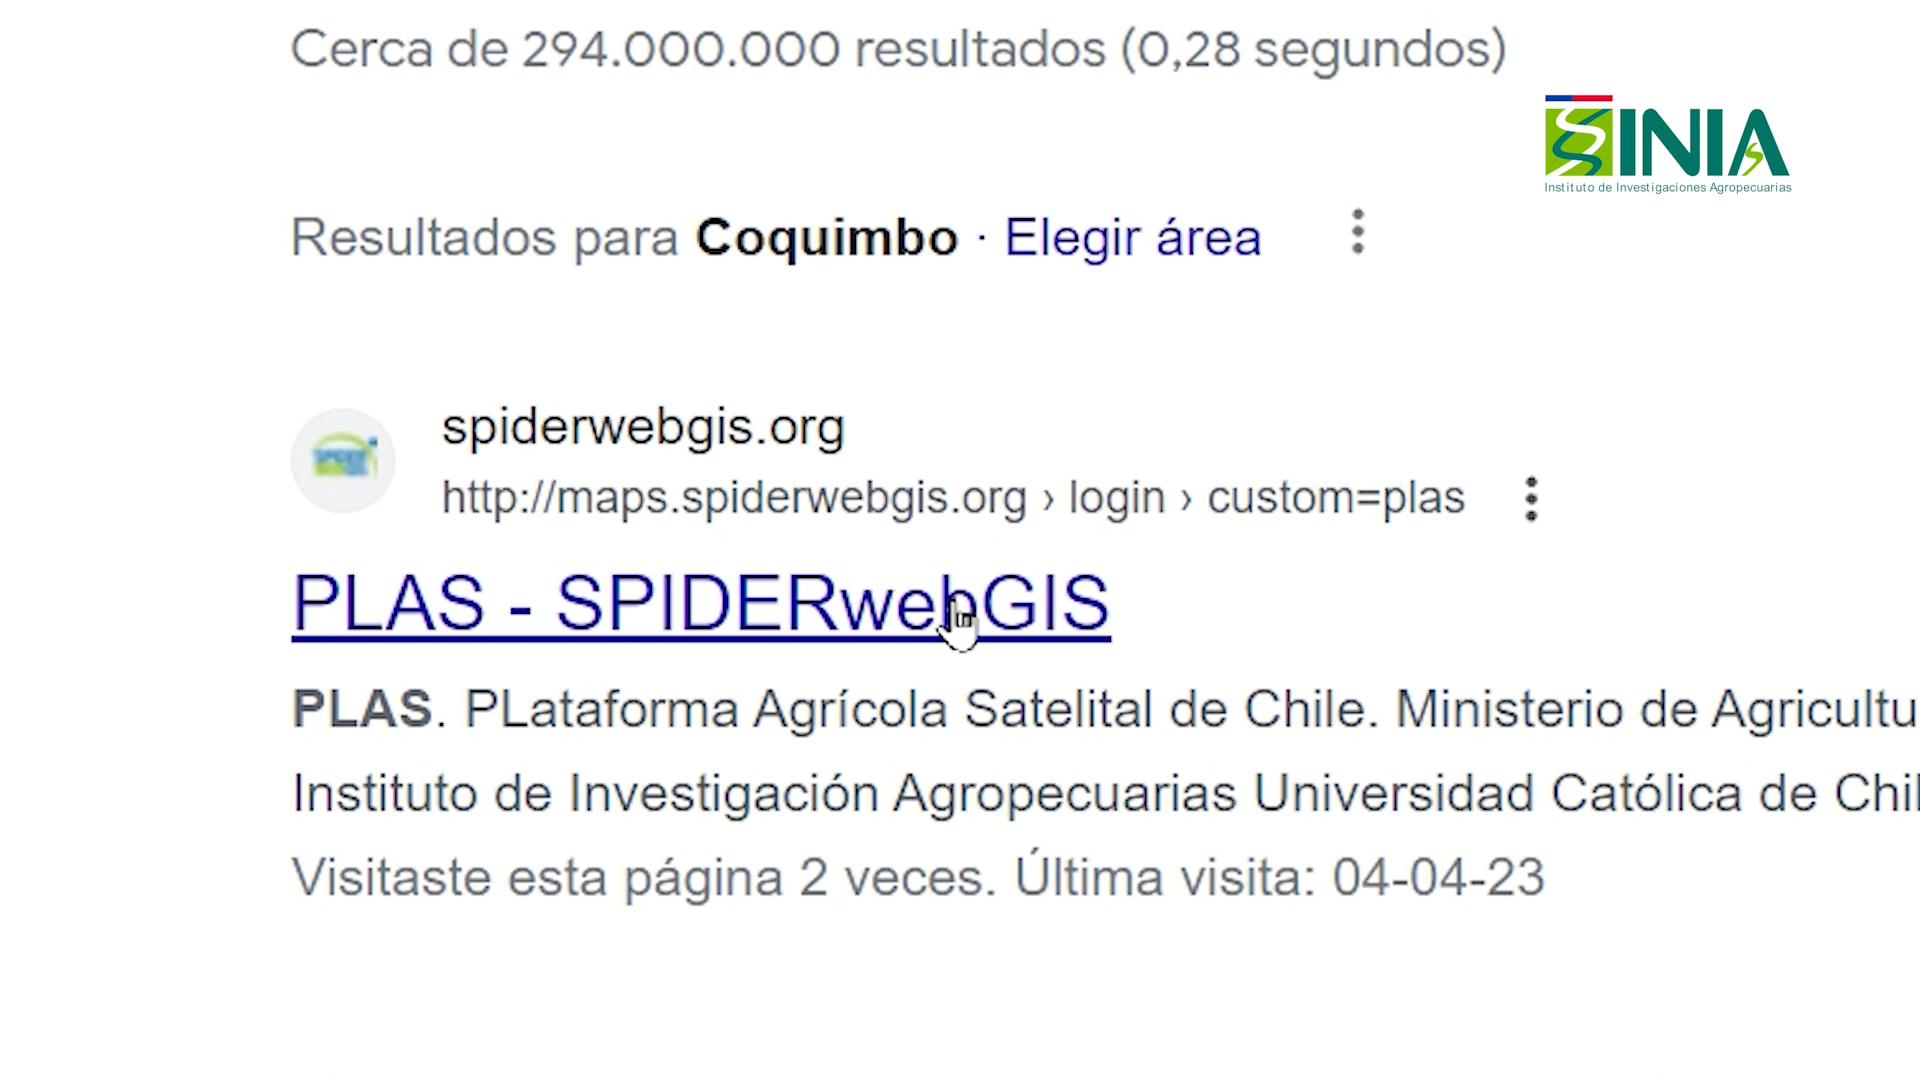 Cerca de 294.000.000 resultados (0,28 segundos)
INIA
Instituto de Investigaciones Agropecuarias
Resultados para Coquimbo · Elegir área
spiderwebgis.org
http://maps.spiderwebgis.org › login › custom=plas
PLAS - SPIDERwebGIS
PLAS. PLataforma Agrícola Satelital de Chile. Ministerio de Agricultu
Instituto de Investigación Agropecuarias Universidad Católica de Chil
Visitaste esta página 2 veces. Última visita: 04-04-23